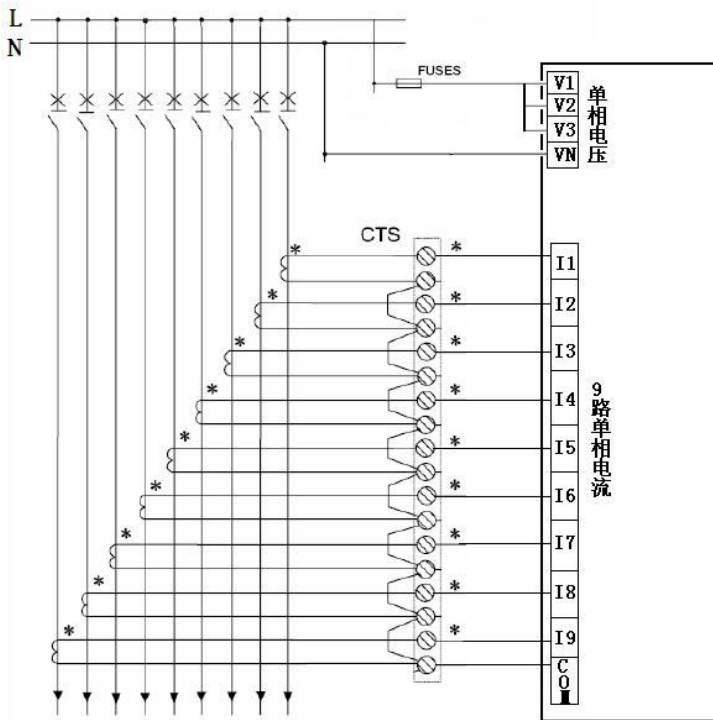 L
N
FUSES
V1
V2
V3
VN
单相电压
CTS
* * I1
* * I2
* * I3
* * I4
* * I5
* * I6
* * I7
* * I8
* * I9
COM
9路单相电流